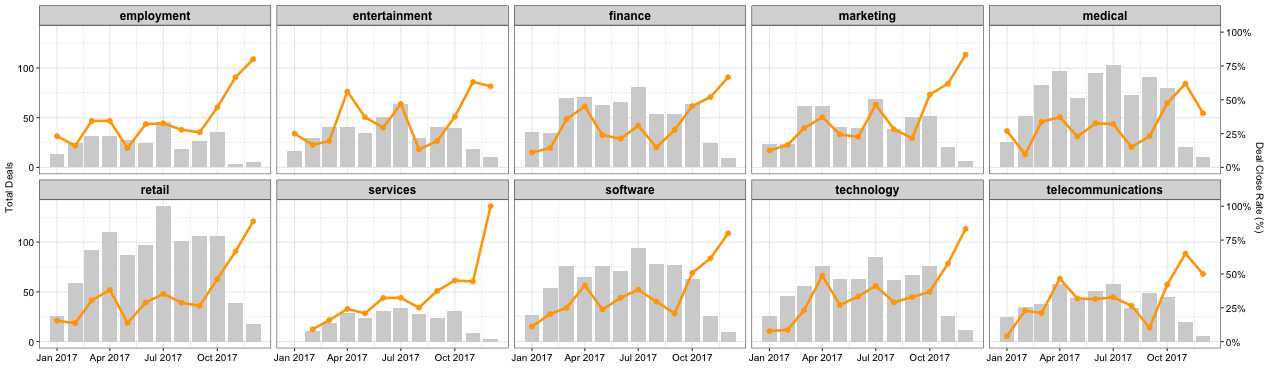 employment entertainment finance marketing medical
100%
100 75%
50%
50
25%
0 0%
Total Deals
Deal Close Rate (%)
retail services software technology telecommunications
100%
100 75%
50%
50
25%
0 0%
Jan 2017 Apr 2017 Jul 2017 Oct 2017 Jan 2017 Apr 2017 Jul 2017 Oct 2017 Jan 2017 Apr 2017 Jul 2017 Oct 2017 Jan 2017 Apr 2017 Jul 2017 Oct 2017 Jan 2017 Apr 2017 Jul 2017 Oct 2017